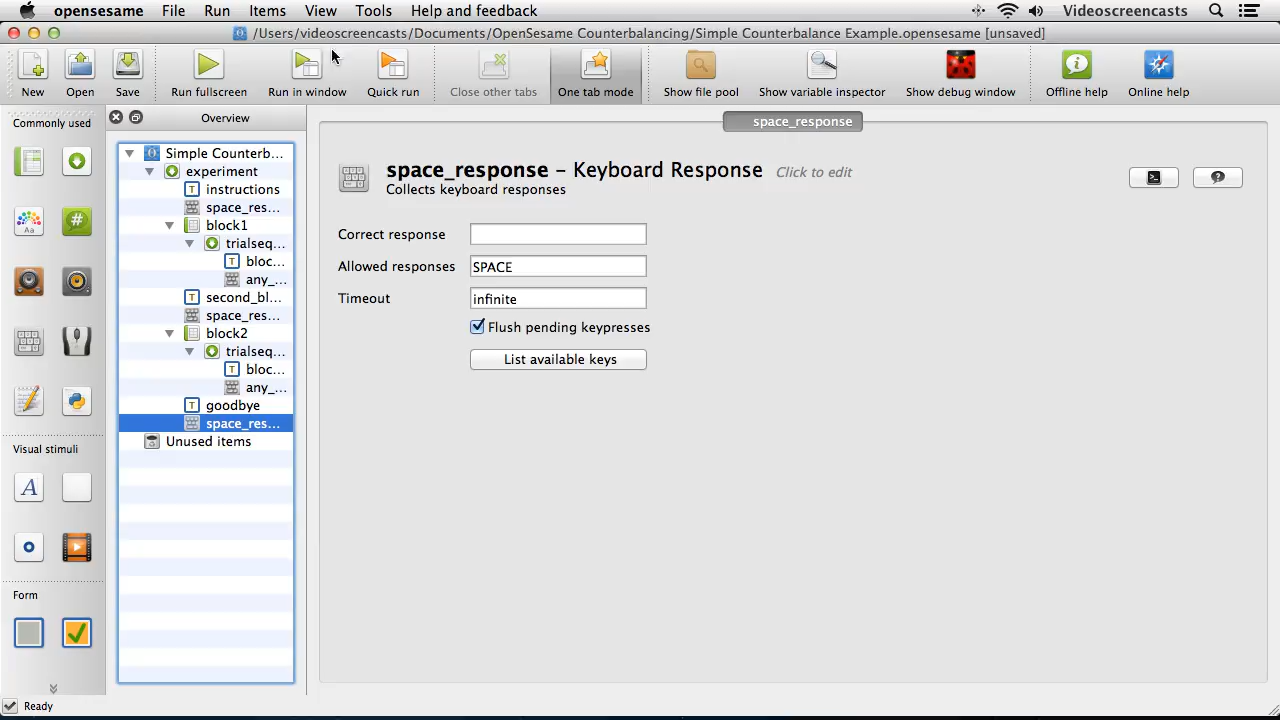 opensesame File Run Items View Tools Help and feedback Videoscreencasts
/Users/videoscreencasts/Documents/OpenSesame Counterbalancing/Simple Counterbalance Example.opensesame [unsaved]
New Open Save Run fullscreen Run in window Quick run Close other tabs One tab mode Show file pool Show variable inspector Show debug window Offline help Online help
Commonly used
Overview
space_response
Simple Counterb...
experiment
instructions
space_res...
block1
trialseq...
bloc...
any_...
second_bl...
space_res...
block2
trialseq...
bloc...
any_...
goodbye
space_res...
Unused items
space_response – Keyboard Response Click to edit
Collects keyboard responses
Correct response
Allowed responses SPACE
Timeout infinite
Flush pending keypresses
List available keys
Aa
#
Visual stimuli
A
Form
Ready